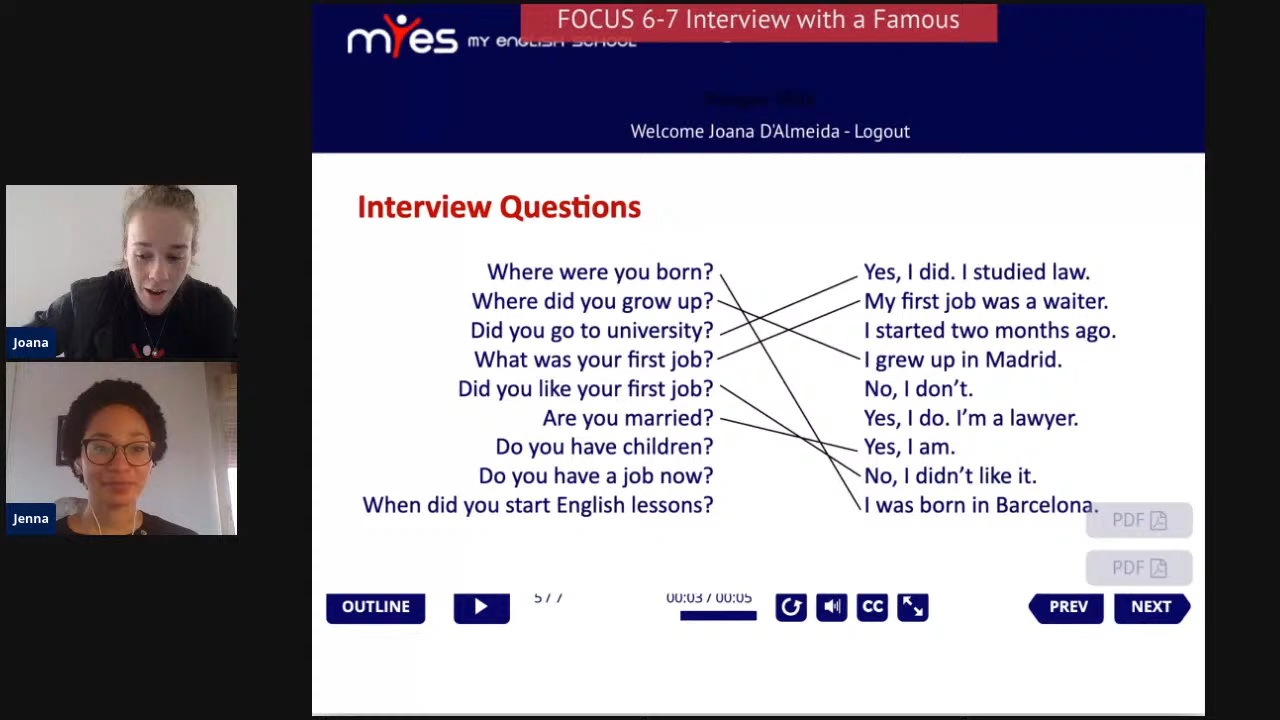 FOCUS 6-7 Interview with a Famous
myes MY ENGLISH SCHOOL
Welcome Joana D'Almeida - Logout
Interview Questions
Where were you born?
Where did you grow up?
Did you go to university?
What was your first job?
Did you like your first job?
Are you married?
Do you have children?
Do you have a job now?
When did you start English lessons?
Yes, I did. I studied law.
My first job was a waiter.
I started two months ago.
I grew up in Madrid.
No, I don't.
Yes, I do. I'm a lawyer.
Yes, I am.
No, I didn't like it.
I was born in Barcelona.
PDF
PDF
OUTLINE
5 / 7
00:03 / 00:05
CC
PREV
NEXT
Joana
Jenna